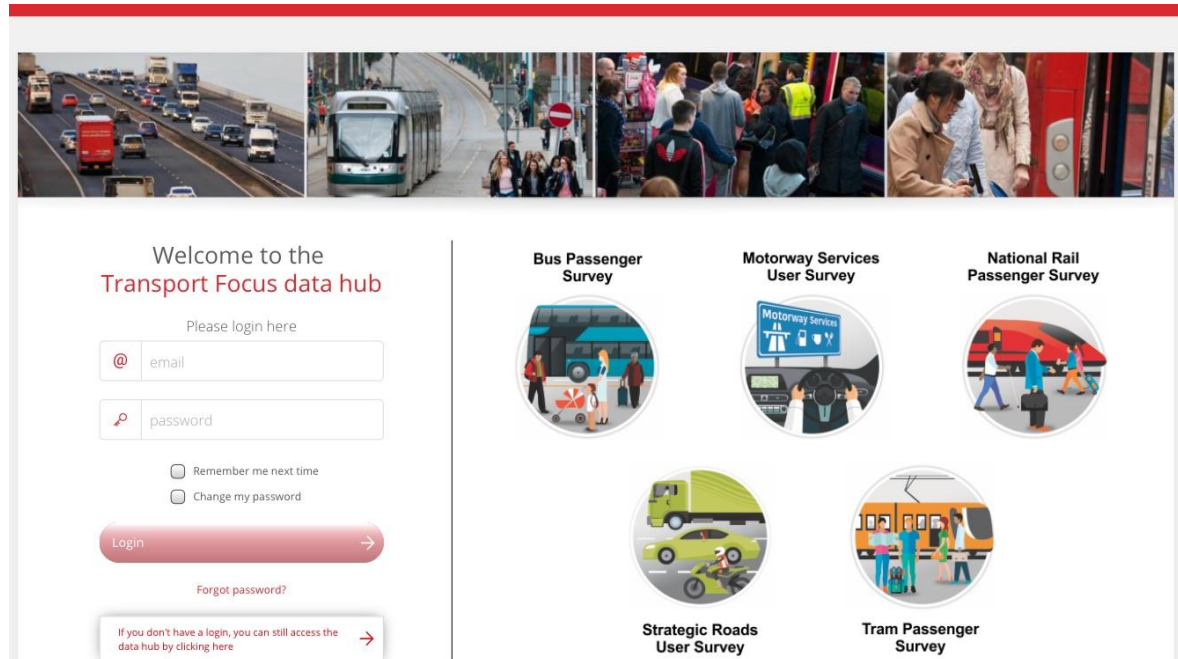 Welcome to the
Transport Focus data hub
Please login here
@ email
password
Remember me next time
Change my password
Login
Forgot password?
If you don't have a login, you can still access the
data hub by clicking here
Bus Passenger
Survey
Motorway Services
User Survey
Motorway Services
National Rail
Passenger Survey
Strategic Roads
User Survey
Tram Passenger
Survey